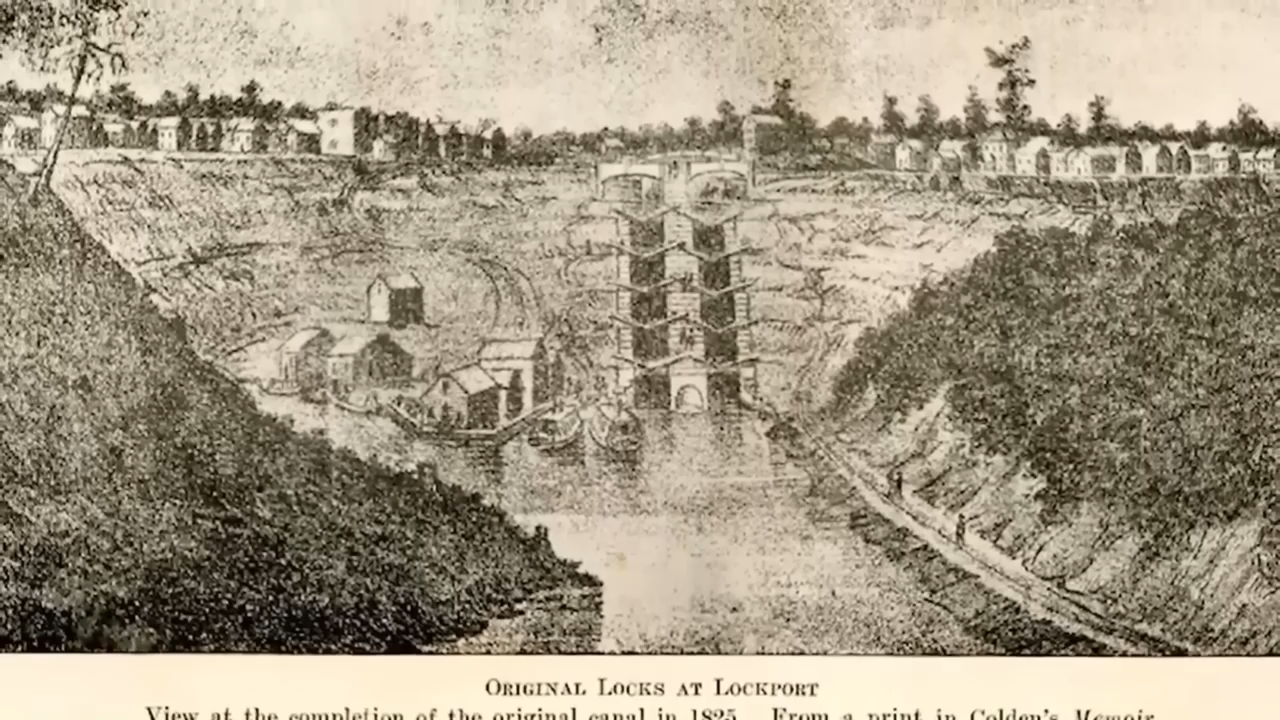 ORIGINAL LOCKS AT LOCKPORT
View at the completion of the original canal in 1825. From a print in Colden's Memoir